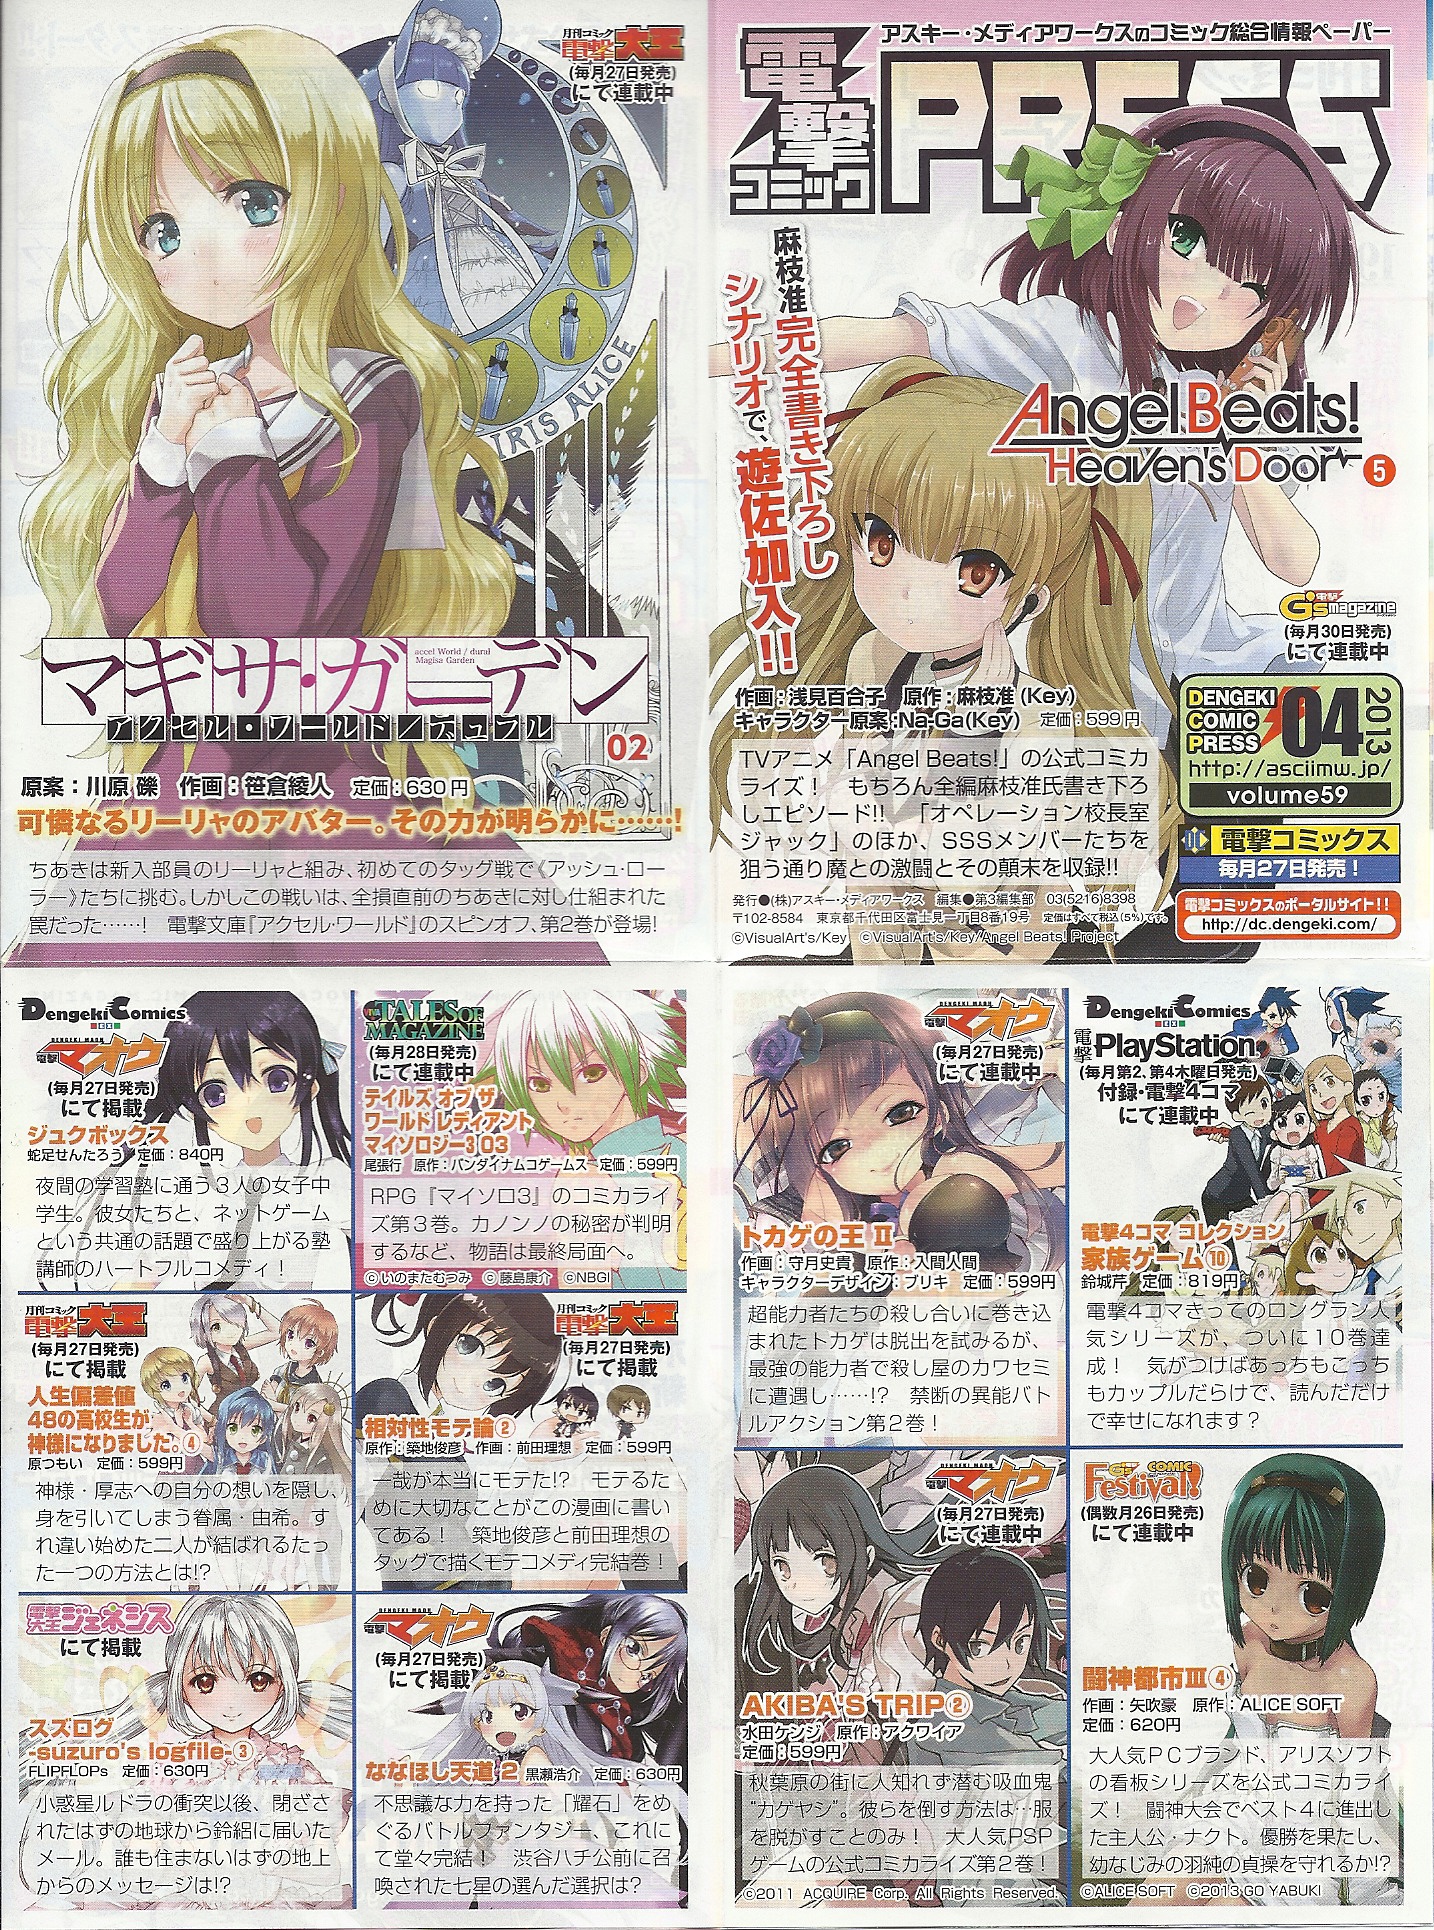 月刊コミック
電撃大王
(毎月27日発売)
にて連載中
IRIS ALICE
accel World / dural
Magisa Garden
マギサ・ガーデン
アクセル・ワールド／デュラル
02
原案：川原 礫　作画：笹倉綾人　定価：630円
可憐なるリーリャのアバター。その力が明らかに……！
ちあきは新入部員のリーリャと組み、初めてのタッグ戦で《アッシュ・ロー
ラー》たちに挑む。しかしこの戦いは、全損直前のちあきに対し仕組まれた
罠だった……！　電撃文庫『アクセル・ワールド』のスピンオフ、第2巻が登場!
アスキー・メディアワークスのコミック総合情報ペーパー
電撃
コミック
PRESS
麻枝准完全書き下ろし
シナリオで、遊佐加入!!
Angel Beats!
Heaven's Door
5
電撃
G's magazine
(毎月30日発売)
にて連載中
作画：浅見百合子　原作：麻枝准(Key)
キャラクター原案：Na-Ga(Key)　定価：599円
TVアニメ「Angel Beats!」の公式コミカ
ライズ！　もちろん全編麻枝准氏書き下ろ
しエピソード!!　「オペレーション校長室
ジャック」のほか、SSSメンバーたちを
狙う通り魔との激闘とその顛末を収録!!
発行●(株)アスキー・メディアワークス　編集●第3編集部　03(5216)8398
〒102-8584　東京都千代田区富士見一丁目8番19号　定価はすべて税込(5%)です。
©VisualArt's/Key　©VisualArt's/Key/Angel Beats! Project
DENGEKI
COMIC
PRESS
04
2013
http://asciimw.jp/
volume59
DC 電撃コミックス
毎月27日発売！
電撃コミックスのポータルサイト!!
http://dc.dengeki.com/
Dengeki Comics
EX
DENGEKI MAOH
電撃マオウ
(毎月27日発売)
にて掲載
ジュクボックス
蛇足せんたろう　定価：840円
夜間の学習塾に通う３人の女子中
学生。彼女たちと、ネットゲーム
という共通の話題で盛り上がる塾
講師のハートフルコメディ！
TALES OF
MAGAZINE
(毎月28日発売)
にて連載中
テイルズ オブ ザ
ワールド レディアント
マイソロジー3 03
尾張行　原作：バンダイナムコゲームス　定価：599円
RPG『マイソロ3』のコミカライ
ズ第３巻。カノンノの秘密が判明
するなど、物語は最終局面へ。
©いのまたむつみ　©藤島康介　©NBGI
月刊コミック
電撃大王
(毎月27日発売)
にて掲載
人生偏差値
48の高校生が
神様になりました。④
原つもい　定価：599円
神様・厚志への自分の想いを隠し、
身を引いてしまう眷属・由希。す
れ違い始めた二人が結ばれるたっ
た一つの方法とは!?
月刊コミック
電撃大王
(毎月27日発売)
にて掲載
相対性モテ論②
原作：築地俊彦　作画：前田理想　定価：599円
一哉が本当にモテた!?　モテるた
めに大切なことがこの漫画に書い
てある！　築地俊彦と前田理想の
タッグで描くモテコメディ完結巻！
電撃大王ジェネシス
にて掲載
スズログ
-suzuro's logfile-③
FLIPFLOPs　定価：630円
小惑星ルドラの衝突以後、閉ざさ
れたはずの地球から鈴絽に届いた
メール。誰も住まないはずの地上
からのメッセージは!?
DENGEKI MAOH
電撃マオウ
(毎月27日発売)
にて掲載
ななほし天道 2　黒瀬浩介　定価：630円
不思議な力を持った「耀石」をめ
ぐるバトルファンタジー、これに
て堂々完結！　渋谷ハチ公前に召
喚された七星の選んだ選択は?
DENGEKI MAOH
電撃マオウ
(毎月27日発売)
にて連載中
トカゲの王 Ⅱ
作画：守月史貴　原作：入間人間
キャラクターデザイン：ブリキ　定価：599円
超能力者たちの殺し合いに巻き込
まれたトカゲは脱出を試みるが、
最強の能力者で殺し屋のカワセミ
に遭遇し……!?　禁断の異能バト
ルアクション第２巻！
Dengeki Comics
EX
電撃PlayStation
(毎月第2、第4木曜日発売)
付録・電撃4コマ
にて連載中
電撃4コマ コレクション
家族ゲーム⑩
鈴城芹　定価：819円
電撃4コマきってのロングラン人
気シリーズが、ついに１０巻達
成！　気がつけばあっちもこっち
もカップルだらけで、読んだだけ
で幸せになれます？
DENGEKI MAOH
電撃マオウ
(毎月27日発売)
にて連載中
AKIBA'S TRIP②
水田ケンジ　原作：アクワイア
定価：599円
秋葉原の街に人知れず潜む吸血鬼
“カゲヤシ”。彼らを倒す方法は…服
を脱がすことのみ！　大人気PSP
ゲームの公式コミカライズ第２巻！
©2011 ACQUIRE Corp. All Rights Reserved.
G's COMIC
Festival!
(偶数月26日発売)
にて連載中
闘神都市Ⅲ④
作画：矢吹豪　原作：ALICE SOFT
定価：620円
大人気ＰＣブランド、アリスソフト
の看板シリーズを公式コミカライ
ズ！　闘神大会でベスト４に進出し
た主人公・ナクト。優勝を果たし、
幼なじみの羽純の貞操を守れるか!?
©ALICE SOFT　©2013 GO YABUKI